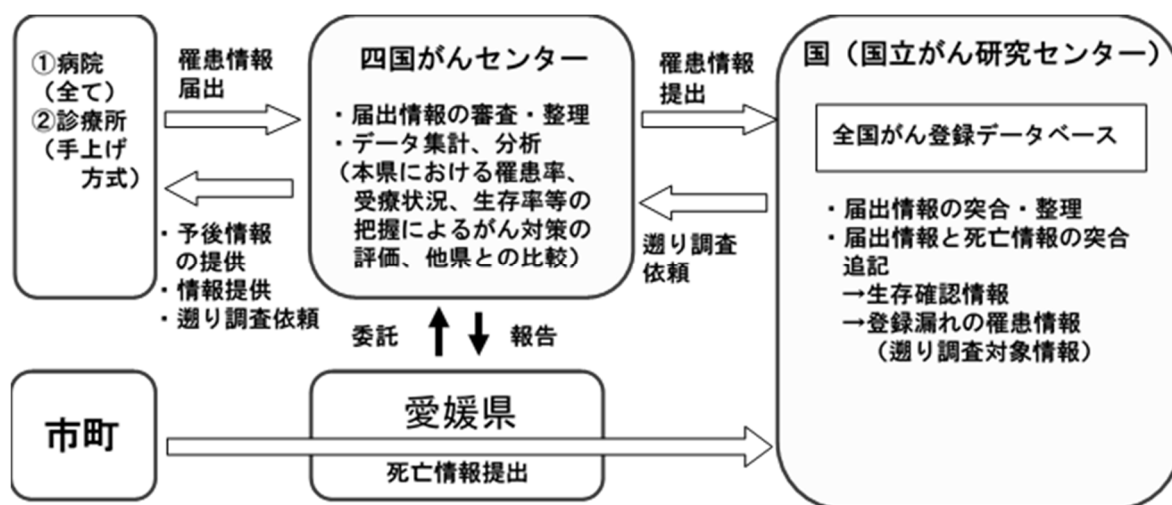 ①病院
（全て）
②診療所
（手上げ
方式）
罹患情報
届出
・予後情報
の提供
・情報提供
・遡り調査依頼
四国がんセンター
・届出情報の審査・整理
・データ集計、分析
（本県における罹患率、
受療状況、生存率等の
把握によるがん対策の
評価、他県との比較）
罹患情報
提出
遡り調査
依頼
国（国立がん研究センター）
全国がん登録データベース
・届出情報の突合・整理
・届出情報と死亡情報の突合
追記
→生存確認情報
→登録漏れの罹患情報
（遡り調査対象情報）
委託
報告
市町
愛媛県
死亡情報提出